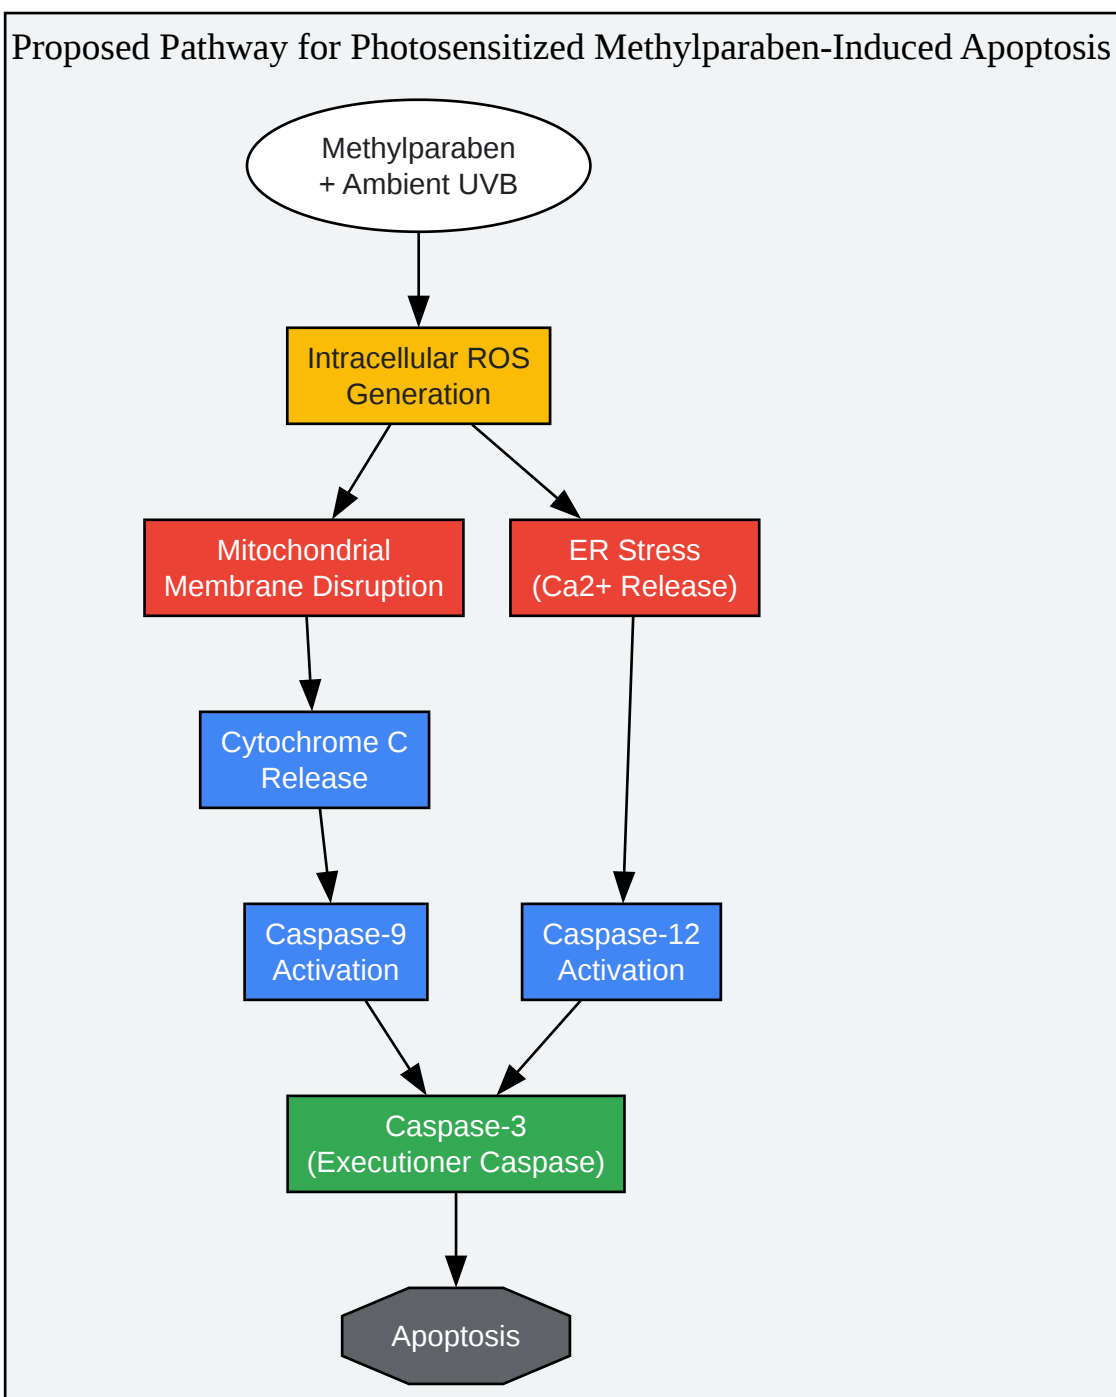 Proposed Pathway for Photosensitized Methylparaben-Induced Apoptosis
Methylparaben
+ Ambient UVB
Intracellular ROS
Generation
Mitochondrial
Membrane Disruption
ER Stress
(Ca2+ Release)
Cytochrome C
Release
Caspase-9
Activation
Caspase-12
Activation
Caspase-3
(Executioner Caspase)
Apoptosis